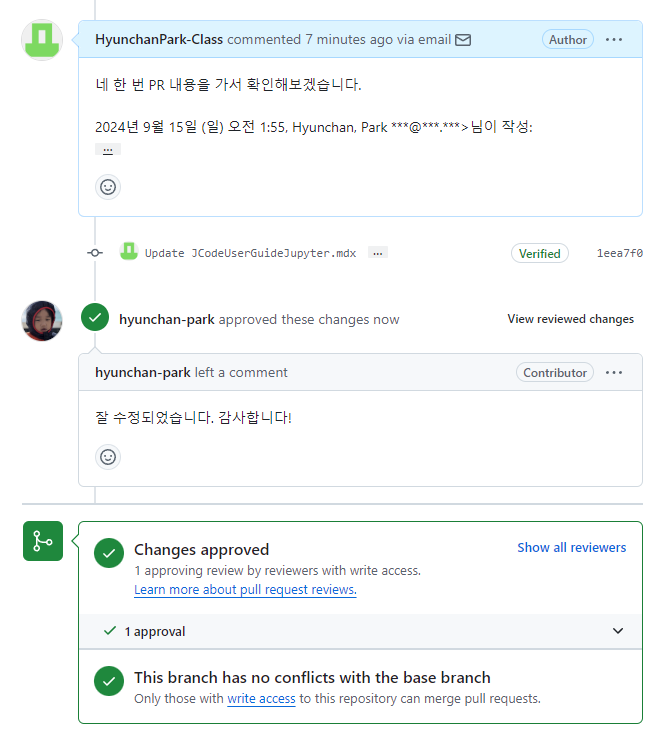 HyunchanPark-Class commented 7 minutes ago via email Author ...
네 한 번 PR 내용을 가서 확인해보겠습니다.
2024년 9월 15일 (일) 오전 1:55, Hyunchan, Park ***@***.***>님이 작성:
...
Update JCodeUserGuideJupyter.mdx ... Verified 1eea7f0
hyunchan-park approved these changes now View reviewed changes
hyunchan-park left a comment Contributor ...
잘 수정되었습니다. 감사합니다!
Changes approved Show all reviewers
1 approving review by reviewers with write access.
Learn more about pull request reviews.
1 approval
This branch has no conflicts with the base branch
Only those with write access to this repository can merge pull requests.